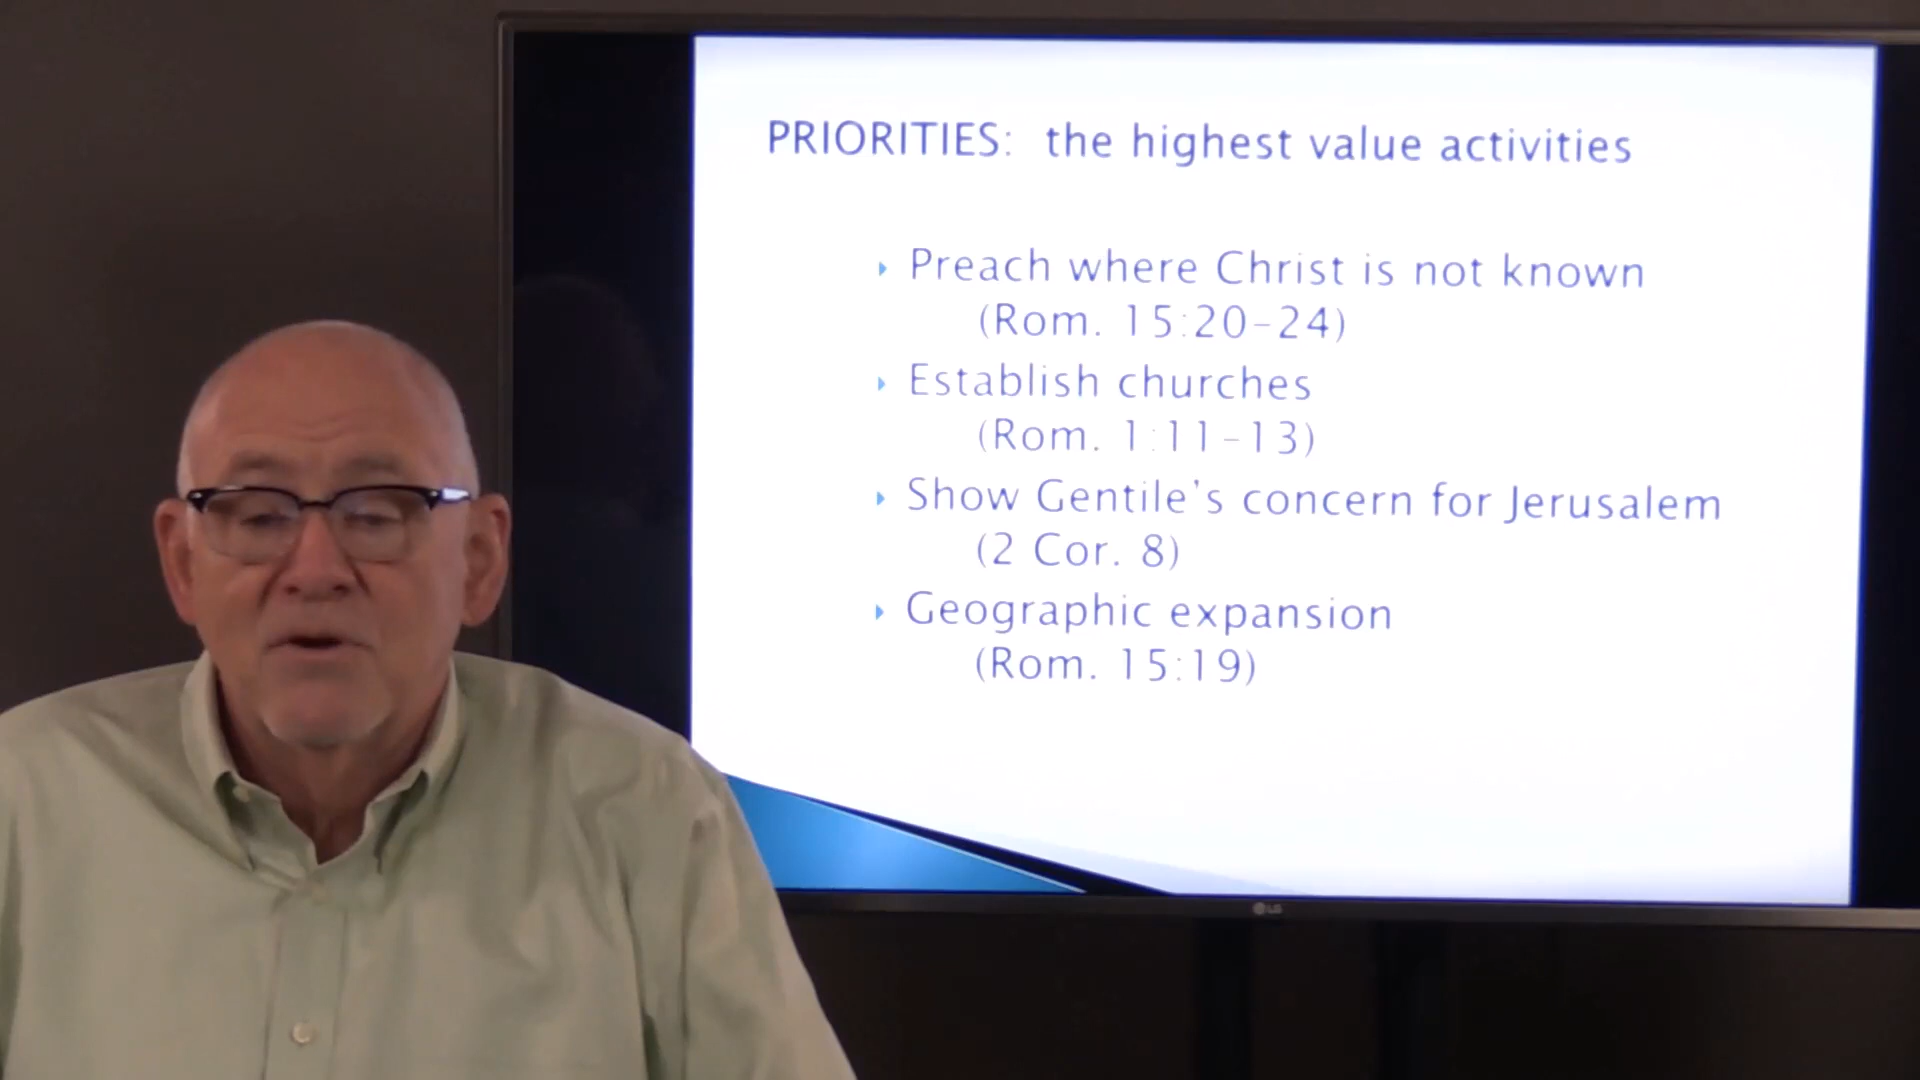 PRIORITIES: the highest value activities
Preach where Christ is not known
(Rom. 15:20-24)
Establish churches
(Rom. 1:11-13)
Show Gentile's concern for Jerusalem
(2 Cor. 8)
Geographic expansion
(Rom. 15:19)
LG